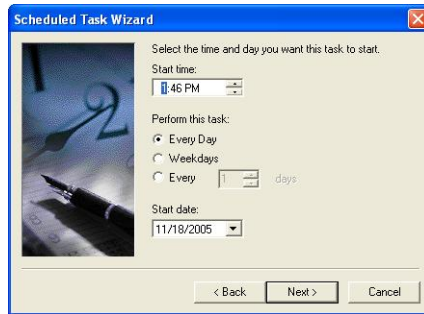 Scheduled Task Wizard
Select the time and day you want this task to start.
Start time:
1:46 PM
Perform this task:
Every Day
Weekdays
Every 1 days
Start date:
11/18/2005
< Back Next > Cancel